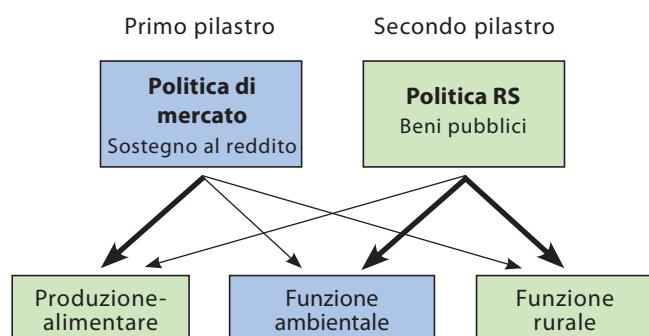 Primo pilastro
Secondo pilastro
Politica di
mercato
Sostegno al reddito
Politica RS
Beni pubblici
Produzione-
alimentare
Funzione
ambientale
Funzione
rurale